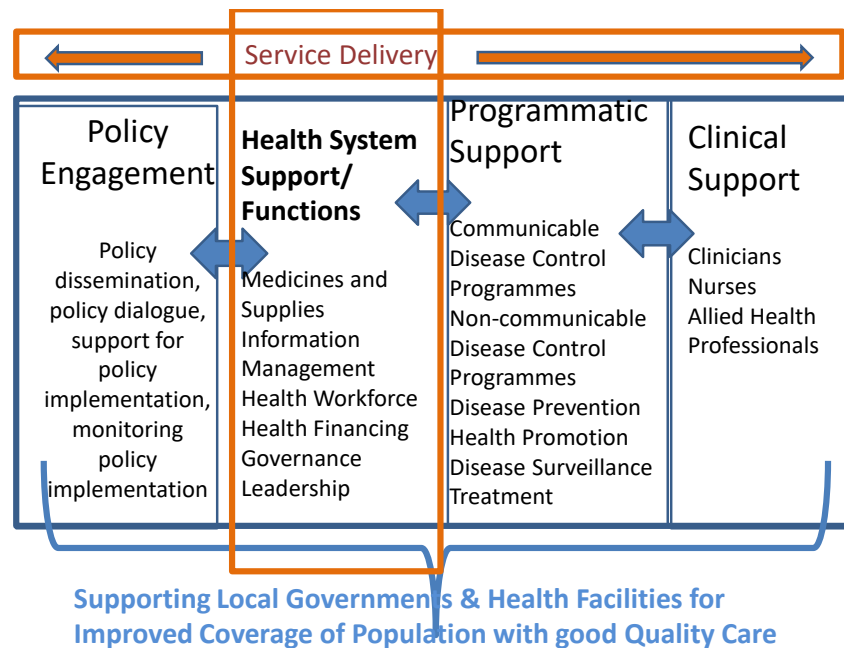 Service Delivery
Policy
Engagement
Policy
dissemination,
policy dialogue,
support for
policy
implementation,
monitoring
policy
implementation
Health System
Support/
Functions
Medicines and
Supplies
Information
Management
Health Workforce
Health Financing
Governance
Leadership
Programmatic
Support
Communicable
Disease Control
Programmes
Non-communicable
Disease Control
Programmes
Disease Prevention
Health Promotion
Disease Surveillance
Treatment
Clinical
Support
Clinicians
Nurses
Allied Health
Professionals
Supporting Local Governments & Health Facilities for
Improved Coverage of Population with good Quality Care